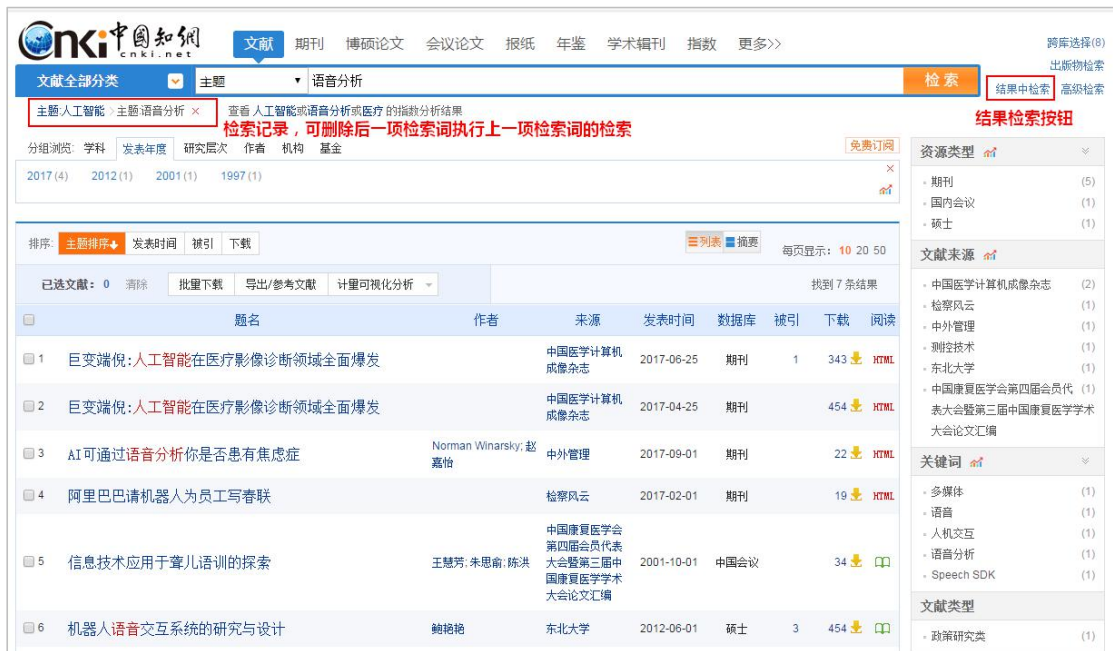 Cnki中国知网
cnki.net
文献 期刊 博硕论文 会议论文 报纸 年鉴 学术辑刊 指数 更多>>
跨库选择(8)
出版物检索
文献全部分类 主题 语音分析 检索 结果中检索 高级检索
主题:人工智能 > 主题:语音分析 × 查看 人工智能或语音分析或医疗 的指数分析结果
检索记录，可删除后一项检索词执行上一项检索词的检索
结果检索按钮
分组浏览: 学科 发表年度 研究层次 作者 机构 基金 免费订阅
2017(4) 2012(1) 2001(1) 1997(1) ×
排序: 主题排序 发表时间 被引 下载 列表 摘要 每页显示: 10 20 50
已选文献: 0 清除 批量下载 导出/参考文献 计量可视化分析 找到 7 条结果
题名 作者 来源 发表时间 数据库 被引 下载 阅读
1 巨变端倪:人工智能在医疗影像诊断领域全面爆发 中国医学计算机成像杂志 2017-06-25 期刊 1 343 HTML
2 巨变端倪:人工智能在医疗影像诊断领域全面爆发 中国医学计算机成像杂志 2017-04-25 期刊 454 HTML
3 AI可通过语音分析你是否患有焦虑症 Norman Winarsky; 赵嘉怡 中外管理 2017-09-01 期刊 22 HTML
4 阿里巴巴请机器人为员工写春联 检察风云 2017-02-01 期刊 19 HTML
5 信息技术应用于聋儿语训的探索 王慧芳; 朱思俞; 陈洪 中国康复医学会第四届会员代表大会暨第三届中国康复医学学术大会论文汇编 2001-10-01 中国会议 34
6 机器人语音交互系统的研究与设计 鲍艳艳 东北大学 2012-06-01 硕士 3 454
资源类型
期刊 (5)
国内会议 (1)
硕士 (1)
文献来源
中国医学计算机成像杂志 (2)
检察风云 (1)
中外管理 (1)
测控技术 (1)
东北大学 (1)
中国康复医学会第四届会员代 (1)
表大会暨第三届中国康复医学学术
大会论文汇编
关键词
多媒体 (1)
语音 (1)
人机交互 (1)
语音分析 (1)
Speech SDK (1)
文献类型
政策研究类 (1)